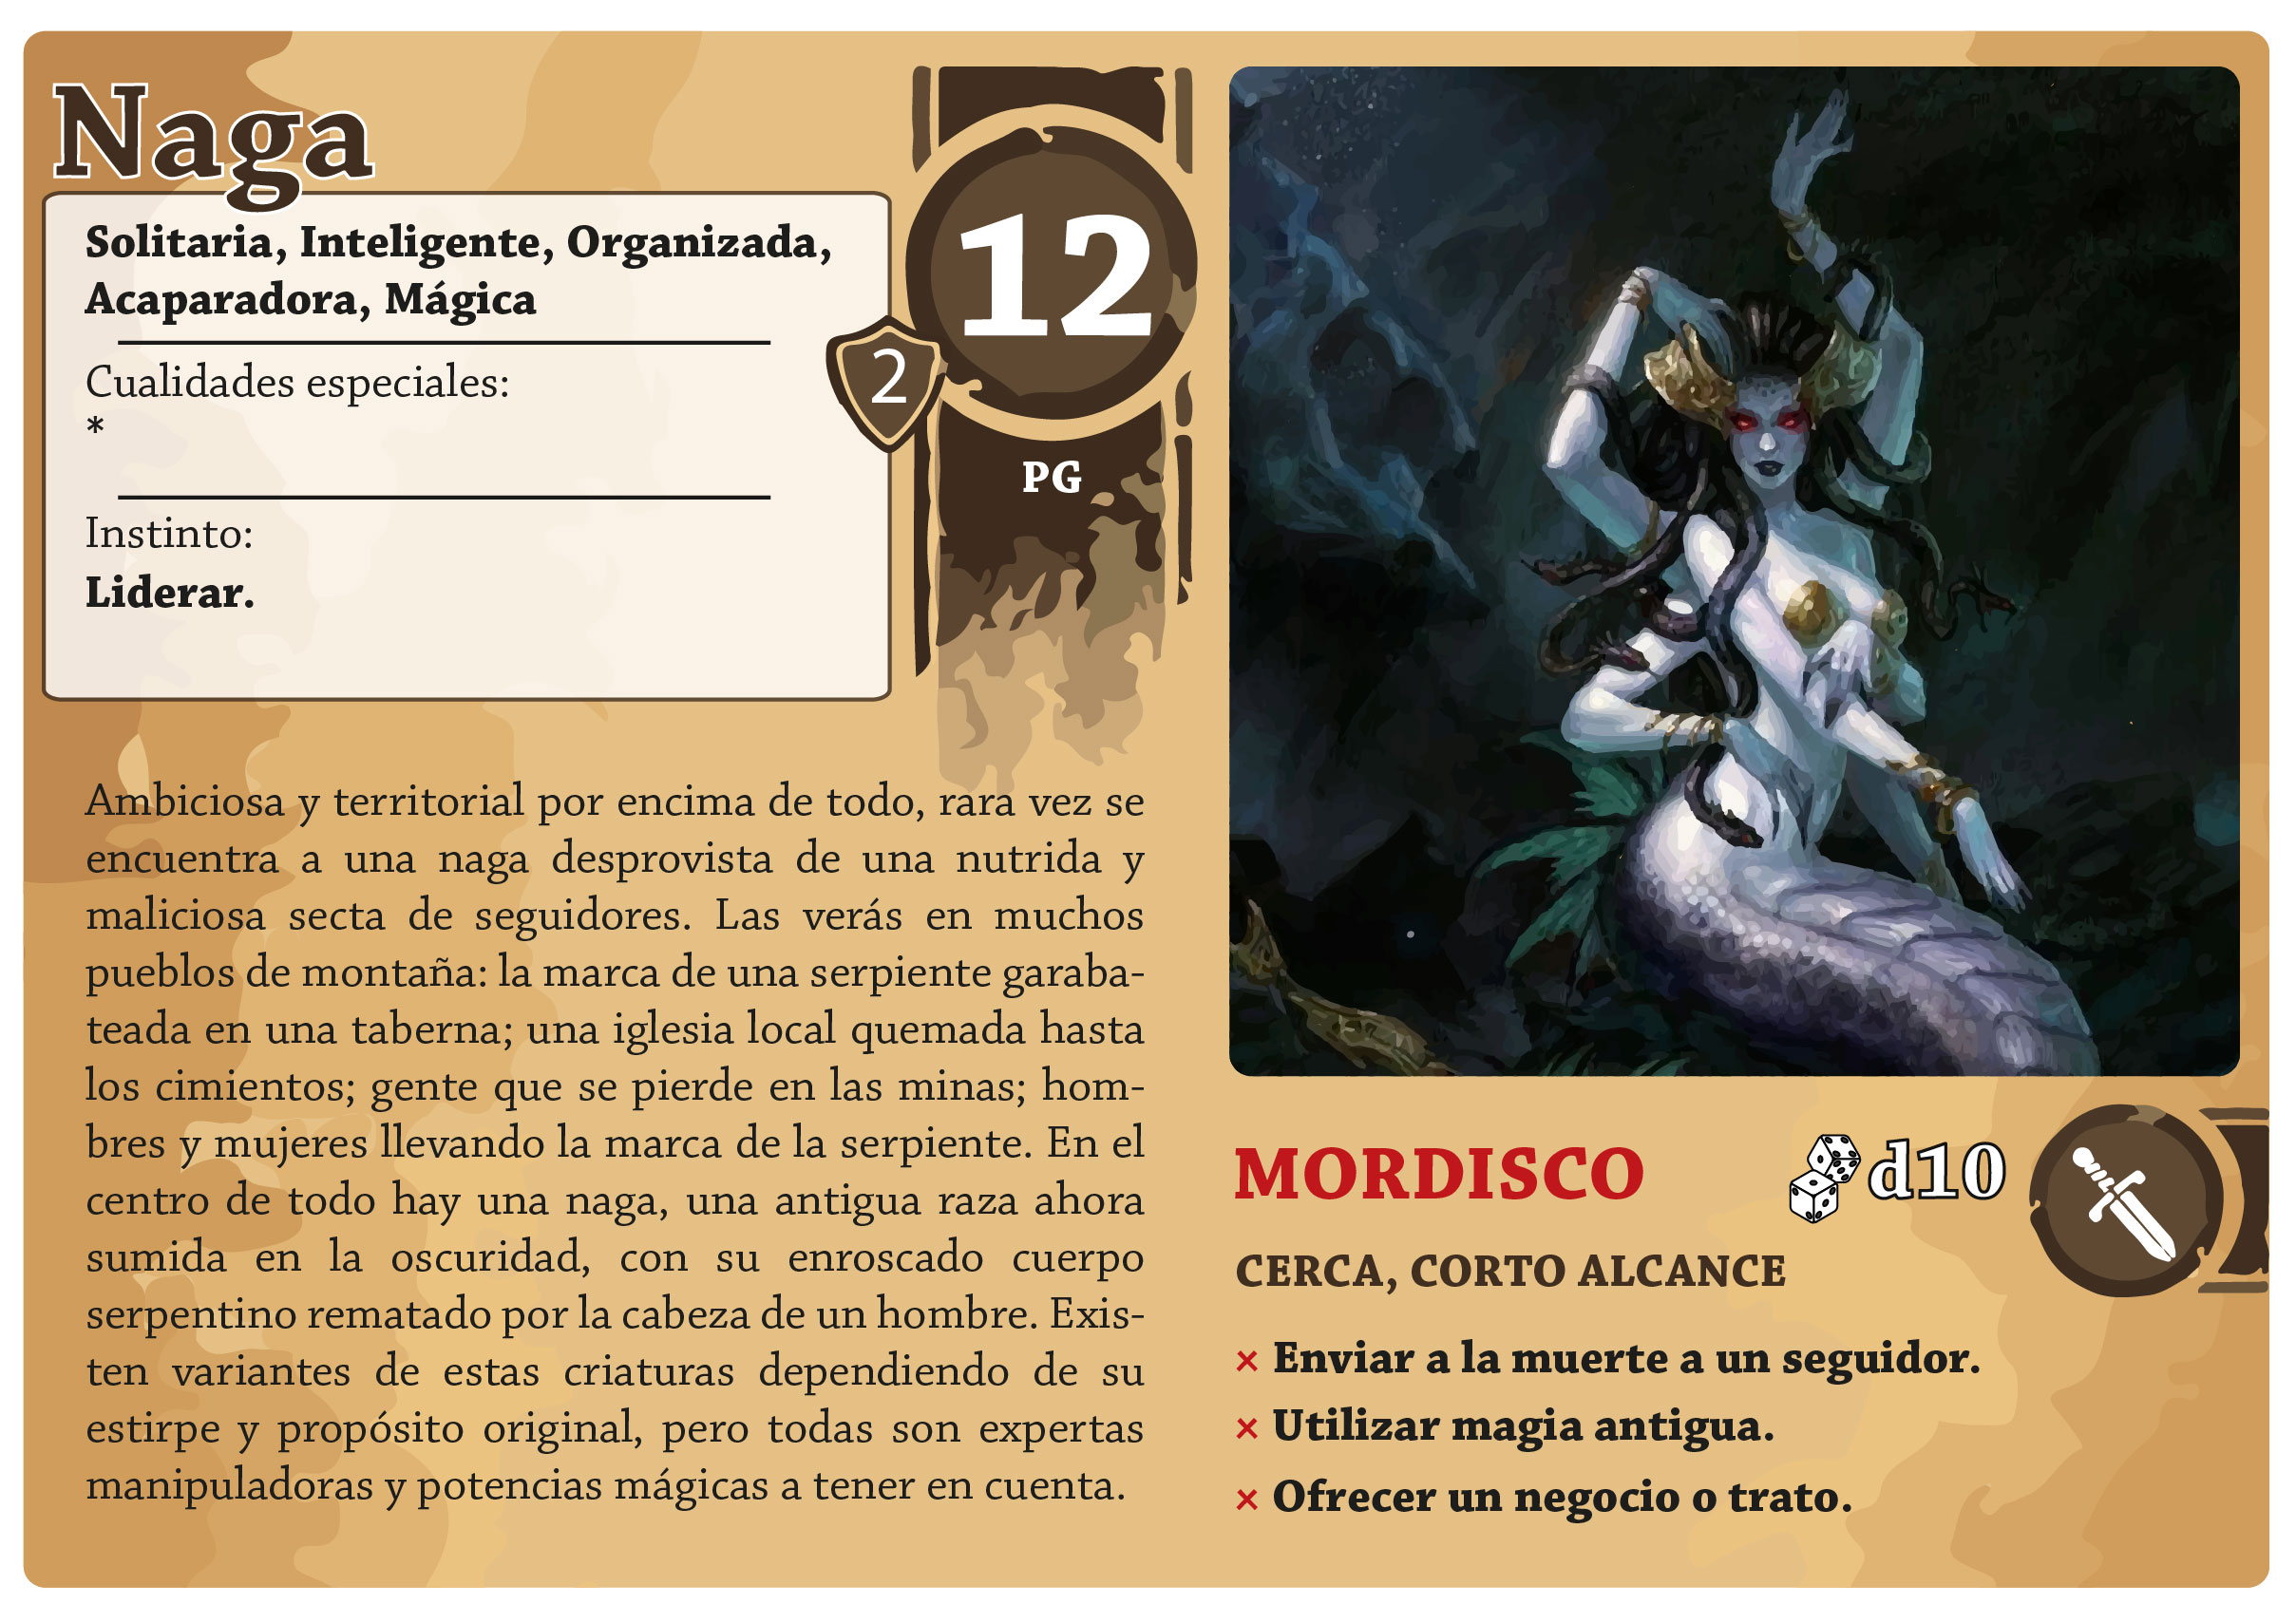 Naga
Solitaria, Inteligente, Organizada,
Acaparadora, Mágica
Cualidades especiales:
*
Instinto:
Liderar.
2
12
PG
Ambiciosa y territorial por encima de todo, rara vez se
encuentra a una naga desprovista de una nutrida y
maliciosa secta de seguidores. Las verás en muchos
pueblos de montaña: la marca de una serpiente garaba-
teada en una taberna; una iglesia local quemada hasta
los cimientos; gente que se pierde en las minas; hom-
bres y mujeres llevando la marca de la serpiente. En el
centro de todo hay una naga, una antigua raza ahora
sumida en la oscuridad, con su enroscado cuerpo
serpentino rematado por la cabeza de un hombre. Exis-
ten variantes de estas criaturas dependiendo de su
estirpe y propósito original, pero todas son expertas
manipuladoras y potencias mágicas a tener en cuenta.
MORDISCO d10
CERCA, CORTO ALCANCE
× Enviar a la muerte a un seguidor.
× Utilizar magia antigua.
× Ofrecer un negocio o trato.